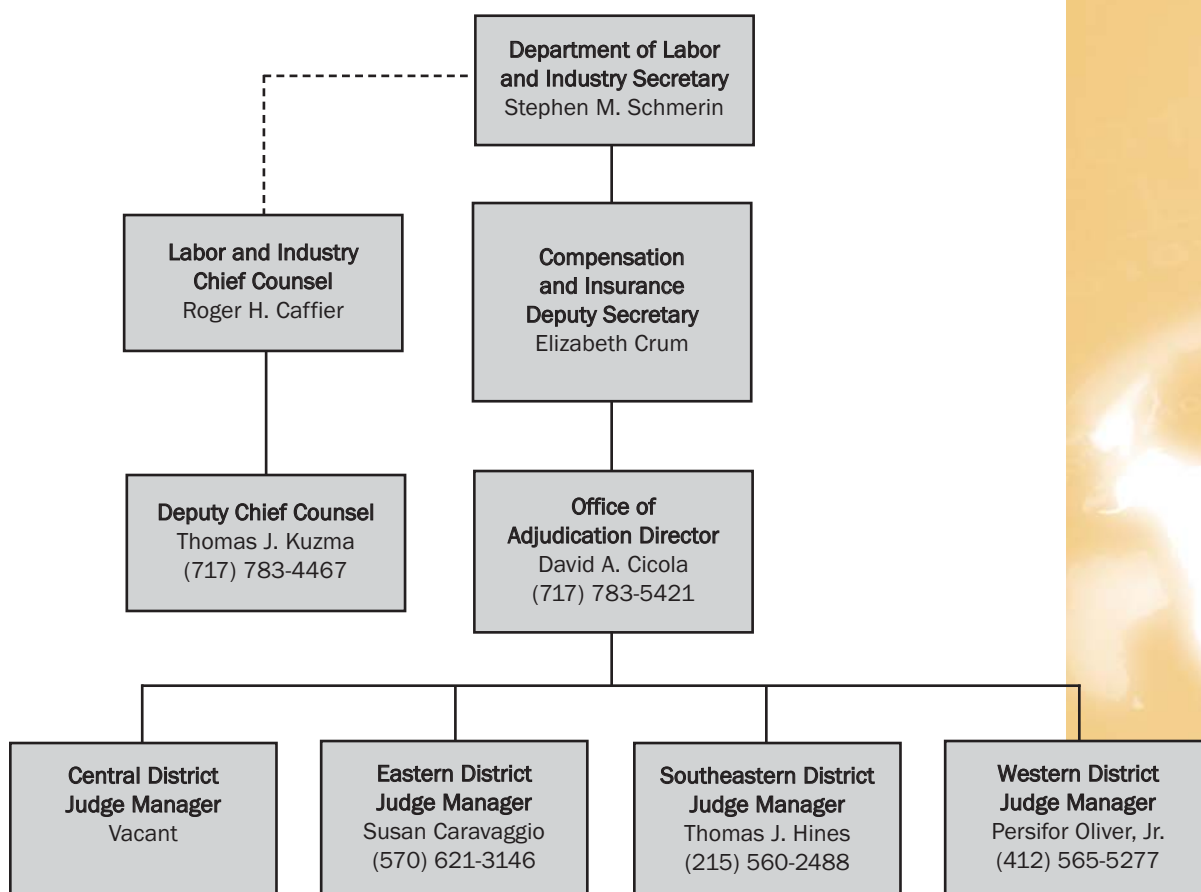 Department of Labor
and Industry Secretary
Stephen M. Schmerin
Labor and Industry
Chief Counsel
Roger H. Caffier
Compensation
and Insurance
Deputy Secretary
Elizabeth Crum
Deputy Chief Counsel
Thomas J. Kuzma
(717) 783-4467
Office of
Adjudication Director
David A. Cicola
(717) 783-5421
Central District
Judge Manager
Vacant
Eastern District
Judge Manager
Susan Caravaggio
(570) 621-3146
Southeastern District
Judge Manager
Thomas J. Hines
(215) 560-2488
Western District
Judge Manager
Persifor Oliver, Jr.
(412) 565-5277